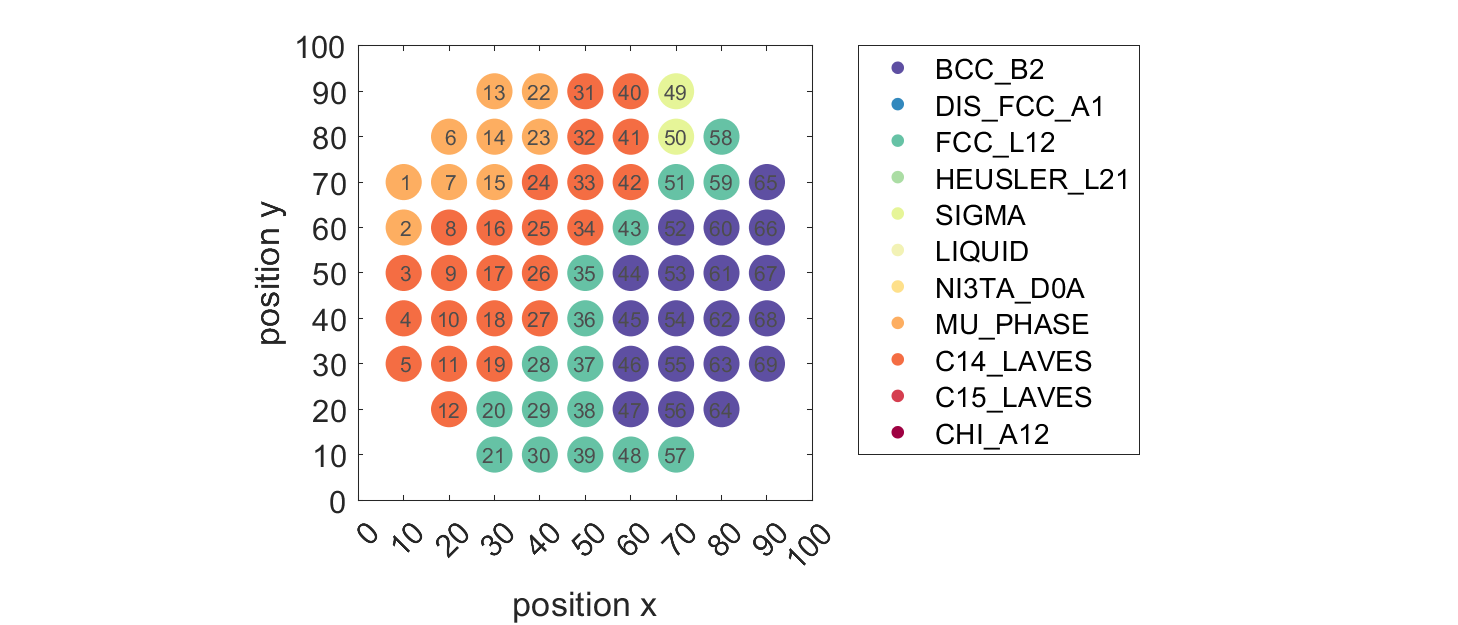 100
90 13 22 31 40 49
80 6 14 23 32 41 50 58
70 1 7 15 24 33 42 51 59 65
60 2 8 16 25 34 43 52 60 66
50 3 9 17 26 35 44 53 61 67
40 4 10 18 27 36 45 54 62 68
30 5 11 19 28 37 46 55 63 69
20 12 20 29 38 47 56 64
10 21 30 39 48 57
0
0 10 20 30 40 50 60 70 80 90 100
position x
position y
BCC_B2
DIS_FCC_A1
FCC_L12
HEUSLER_L21
SIGMA
LIQUID
NI3TA_D0A
MU_PHASE
C14_LAVES
C15_LAVES
CHI_A12